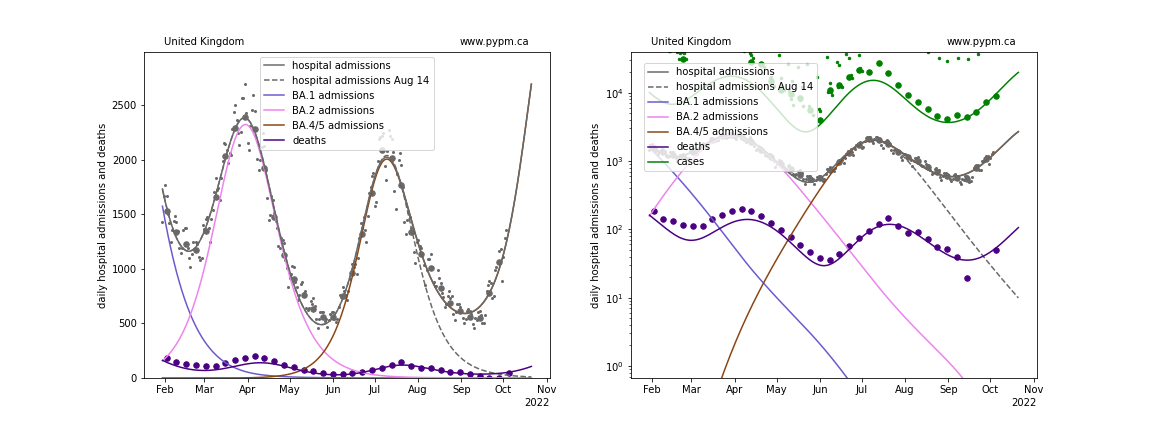 United Kingdom www.pypm.ca
daily hospital admissions and deaths
2500
2000
1500
1000
500
0
hospital admissions
hospital admissions Aug 14
BA.1 admissions
BA.2 admissions
BA.4/5 admissions
deaths
Feb Mar Apr May Jun Jul Aug Sep Oct Nov
2022
United Kingdom www.pypm.ca
daily hospital admissions and deaths
10⁴
10³
10²
10¹
10⁰
hospital admissions
hospital admissions Aug 14
BA.1 admissions
BA.2 admissions
BA.4/5 admissions
deaths
cases
Feb Mar Apr May Jun Jul Aug Sep Oct Nov
2022